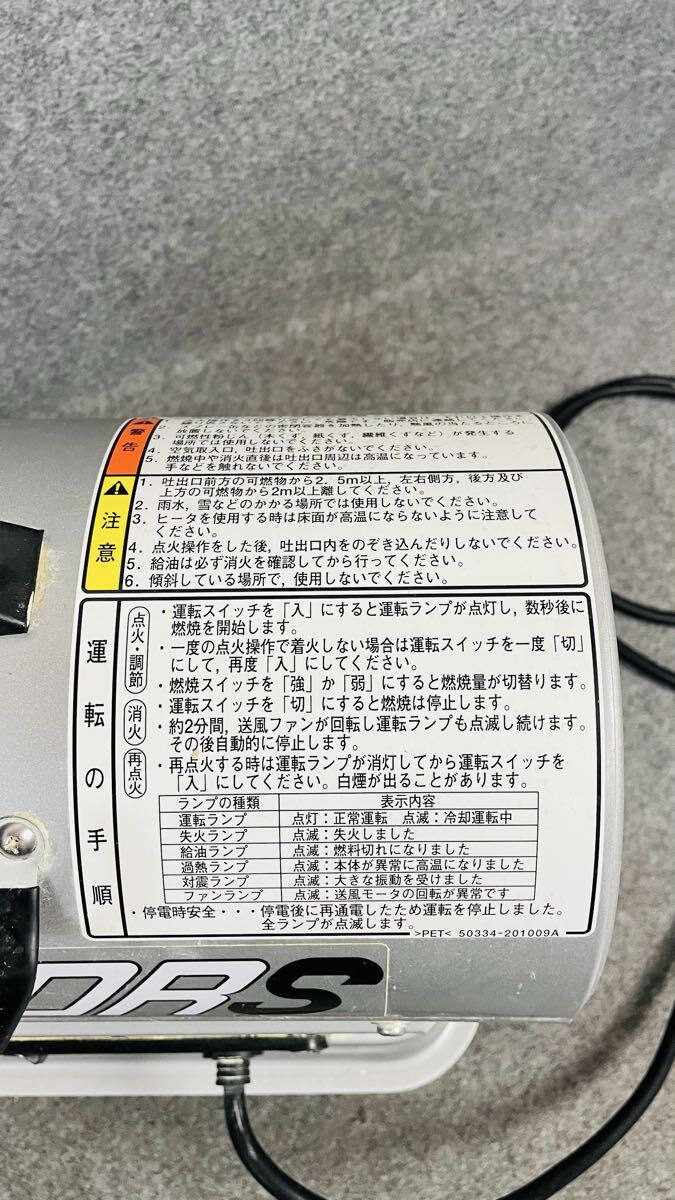 警告
2.
放置しないでください。
3. 可燃性粉じん（木くず，紙くず，繊維くずなど）が発生する
場所では使用しないでください。
4. 空気取入口，吐出口をふさがないでください。
5. 燃焼中や消火直後は吐出口周辺は高温になっています。
手などを触れないでください。
注意
1. 吐出口前方の可燃物から2．5m以上，左右側方，後方及び
上方の可燃物から2m以上離してください。
2. 雨水，雪などのかかる場所では使用しないでください。
3. ヒータを使用する時は床面が高温にならないように注意して
ください。
4. 点火操作をした後，吐出口内をのぞき込んだりしないでください。
5. 給油は必ず消火を確認してから行ってください。
6. 傾斜している場所で，使用しないでください。
運転の手順
点火・調節
・運転スイッチを「入」にすると運転ランプが点灯し，数秒後に
燃焼を開始します。
・一度の点火操作で着火しない場合は運転スイッチを一度「切」
にして，再度「入」にしてください。
・燃焼スイッチを「強」か「弱」にすると燃焼量が切替ります。
消火
・運転スイッチを「切」にすると燃焼は停止します。
・約2分間，送風ファンが回転し運転ランプも点滅し続けます。
その後自動的に停止します。
再点火
・再点火する時は運転ランプが消灯してから運転スイッチを
「入」にしてください。白煙が出ることがあります。
ランプの種類 表示内容
運転ランプ 点灯：正常運転 点滅：冷却運転中
失火ランプ 点滅：失火しました
給油ランプ 点滅：燃料切れになりました
過熱ランプ 点滅：本体が異常に高温になりました
対震ランプ 点滅：大きな振動を受けました
ファンランプ 点滅：送風モータの回転が異常です
・停電時安全・・・停電後に再通電したため運転を停止しました。
全ランプが点滅します。
>PET< 50334-201009A
DRS